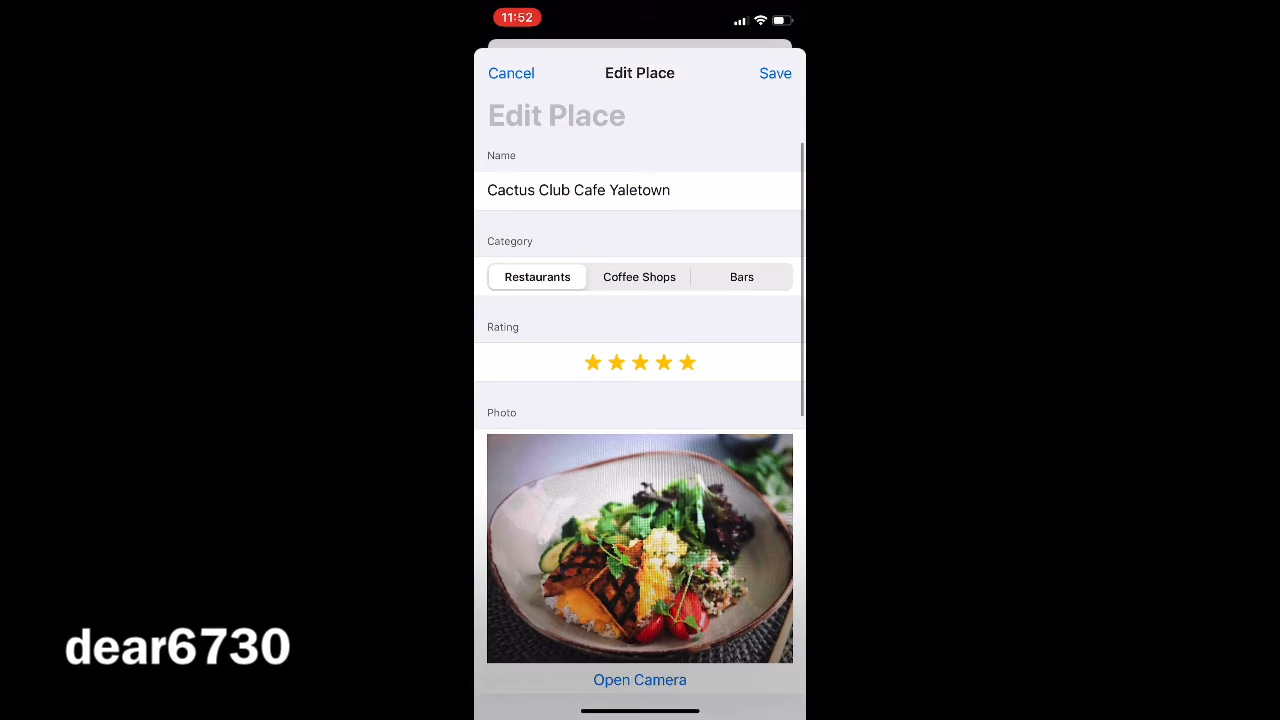 11:52
Cancel Edit Place Save
Edit Place
Name
Cactus Club Cafe Yaletown
Category
Restaurants Coffee Shops Bars
Rating
Photo
Open Camera
dear6730